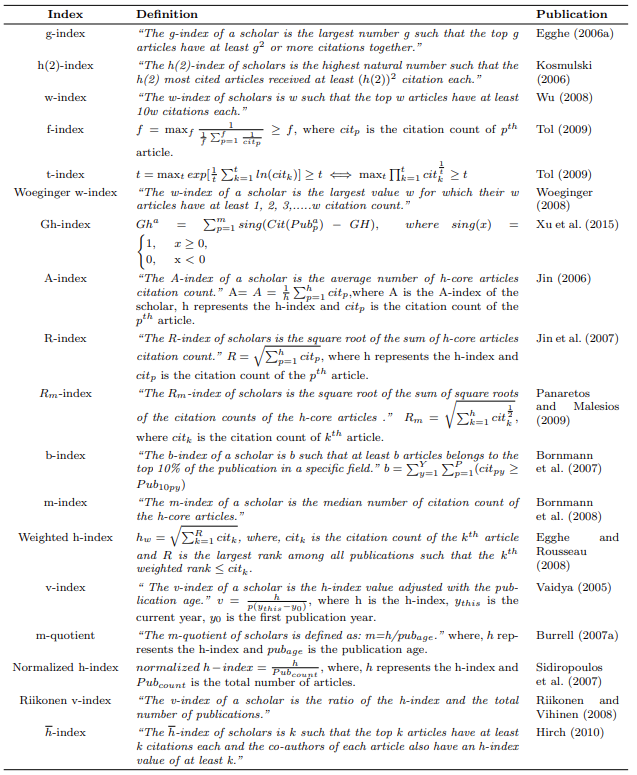 Index Definition Publication
g-index “The g-index of a scholar is the largest number g such that the top g Egghe (2006a)
articles have at least g² or more citations together.”
h(2)-index “The h(2)-index of scholars is the highest natural number such that the Kosmulski
h(2) most cited articles received at least (h(2))² citation each.” (2006)
w-index “The w-index of scholars is w such that the top w articles have at least Wu (2008)
10w citations each.”
f-index f = max_f \frac{1}{\frac{1}{f} \sum_{p=1}^{f} \frac{1}{cit_p}} ≥ f, where cit_p is the citation count of p^{th} Tol (2009)
article.
t-index t = max_t exp[\frac{1}{t} \sum_{k=1}^{t} ln(cit_k)] ≥ t ⟺ max_t \prod_{k=1}^{t} cit_k^{\frac{1}{t}} ≥ t Tol (2009)
Woeginger w-index “The w-index of a scholar is the largest value w for which their w Woeginger
articles have at least 1, 2, 3,.....w citation count.” (2008)
Gh-index Gh^a = \sum_{p=1}^{m} sing(Cit(Pub_p^a) − GH), where sing(x) = Xu et al. (2015)
{1, x ≥ 0,
0, x < 0
A-index “The A-index of a scholar is the average number of h-core articles Jin (2006)
citation count.” A= A = \frac{1}{h} \sum_{p=1}^{h} cit_p,where A is the A-index of the
scholar, h represents the h-index and cit_p is the citation count of the
p^{th} article.
R-index “The R-index of scholars is the square root of the sum of h-core articles Jin et al. (2007)
citation count.” R = \sqrt{\sum_{p=1}^{h} cit_p}, where h represents the h-index and
cit_p is the citation count of the p^{th} article.
R_m-index “The R_m-index of scholars is the square root of the sum of square roots Panaretos
of the citation counts of the h-core articles .” R_m = \sqrt{\sum_{k=1}^{h} cit_k^{\frac{1}{2}}}, and Malesios
where cit_k is the citation count of k^{th} article. (2009)
b-index “The b-index of a scholar is b such that at least b articles belongs to the Bornmann
top 10% of the publication in a specific field.” b = \sum_{y=1}^{Y} \sum_{p=1}^{P} (cit_{py} ≥ et al. (2007)
Pub_{10py})
m-index “The m-index of a scholar is the median number of citation count of Bornmann
the h-core articles.” et al. (2008)
Weighted h-index h_w = \sqrt{\sum_{k=1}^{R} cit_k}, where, cit_k is the citation count of the k^{th} article Egghe and
and R is the largest rank among all publications such that the k^{th} Rousseau
weighted rank ≤ cit_k. (2008)
v-index “ The v-index of a scholar is the h-index value adjusted with the pub- Vaidya (2005)
lication age.” v = \frac{h}{p(y_{this}−y_0)}, where h is the h-index, y_{this} is the
current year, y_0 is the first publication year.
m-quotient “The m-quotient of scholars is defined as: m=h/pub_{age}.” where, h rep- Burrell (2007a)
resents the h-index and pub_{age} is the publication age.
Normalized h-index normalized h − index = \frac{h}{Pub_{count}}, where, h represents the h-index and Sidiropoulos
Pub_{count} is the total number of articles. et al. (2007)
Riikonen v-index “The v-index of a scholar is the ratio of the h-index and the total Riikonen and
number of publications.” Vihinen (2008)
\overline{h}-index “The \overline{h}-index of scholars is k such that the top k articles have at least Hirch (2010)
k citations each and the co-authors of each article also have an h-index
value of at least k.”